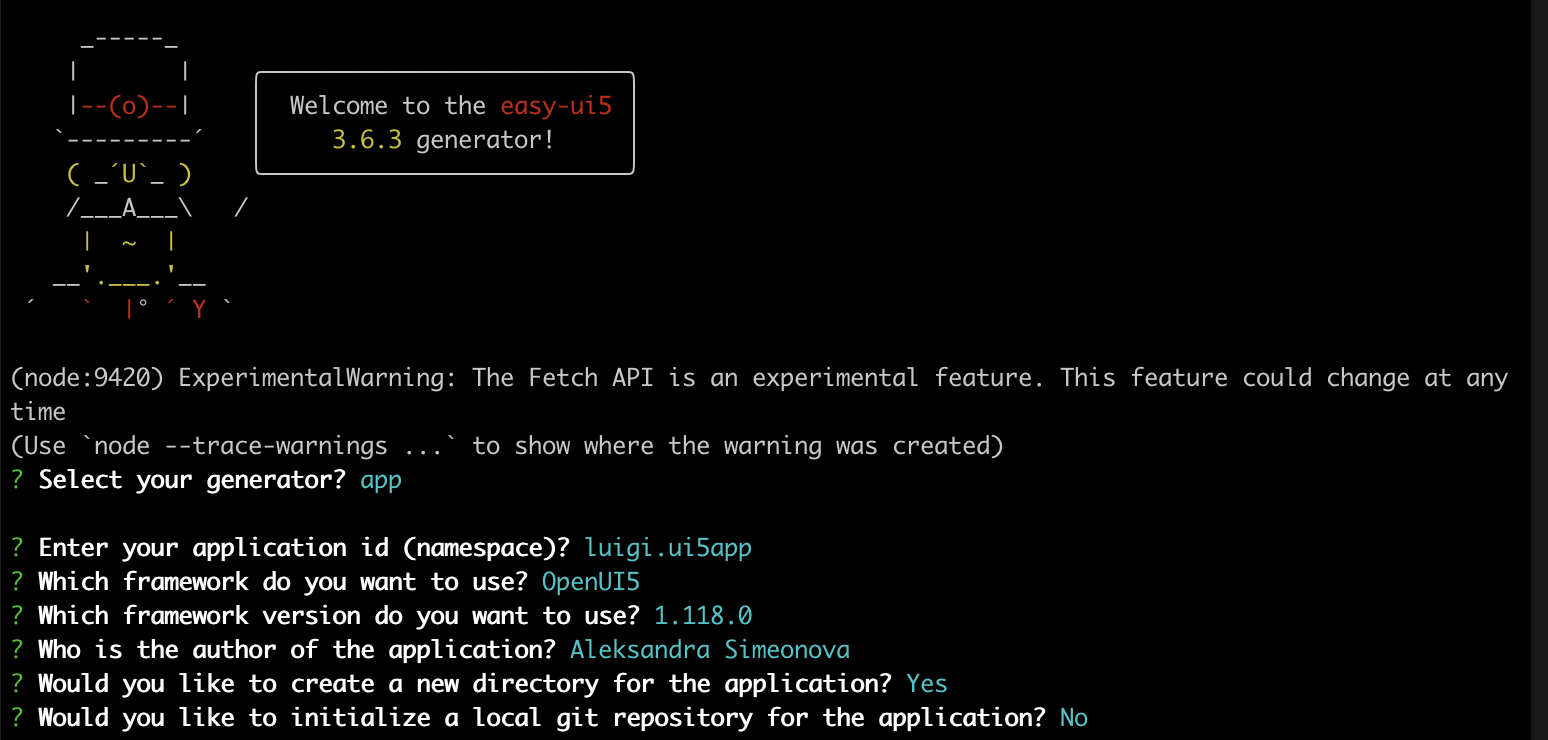 _-----_
    |       |
    |--(o)--|    Welcome to the easy-ui5
   `---------´   3.6.3 generator!
    ( _´U`_ )
    /___A___\   /
     |  ~  |
   __'.___.'__
 ´   `  |° ´ Y `
(node:9420) ExperimentalWarning: The Fetch API is an experimental feature. This feature could change at any
time
(Use `node --trace-warnings ...` to show where the warning was created)
? Select your generator? app
? Enter your application id (namespace)? luigi.ui5app
? Which framework do you want to use? OpenUI5
? Which framework version do you want to use? 1.118.0
? Who is the author of the application? Aleksandra Simeonova
? Would you like to create a new directory for the application? Yes
? Would you like to initialize a local git repository for the application? No